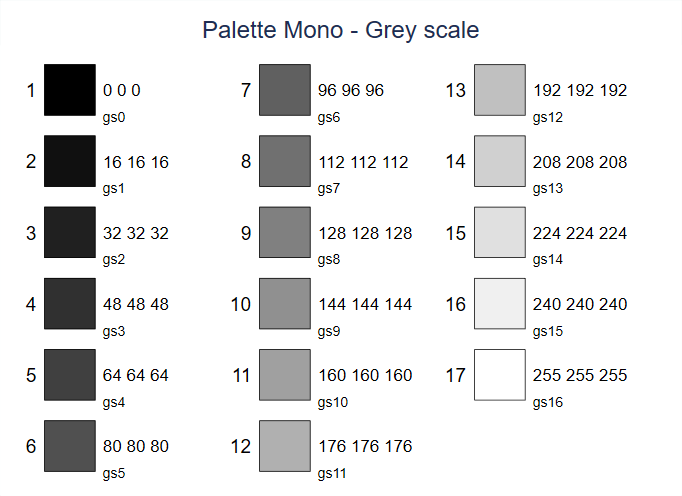 Palette Mono - Grey scale
1 0 0 0
gs0
2 16 16 16
gs1
3 32 32 32
gs2
4 48 48 48
gs3
5 64 64 64
gs4
6 80 80 80
gs5
7 96 96 96
gs6
8 112 112 112
gs7
9 128 128 128
gs8
10 144 144 144
gs9
11 160 160 160
gs10
12 176 176 176
gs11
13 192 192 192
gs12
14 208 208 208
gs13
15 224 224 224
gs14
16 240 240 240
gs15
17 255 255 255
gs16